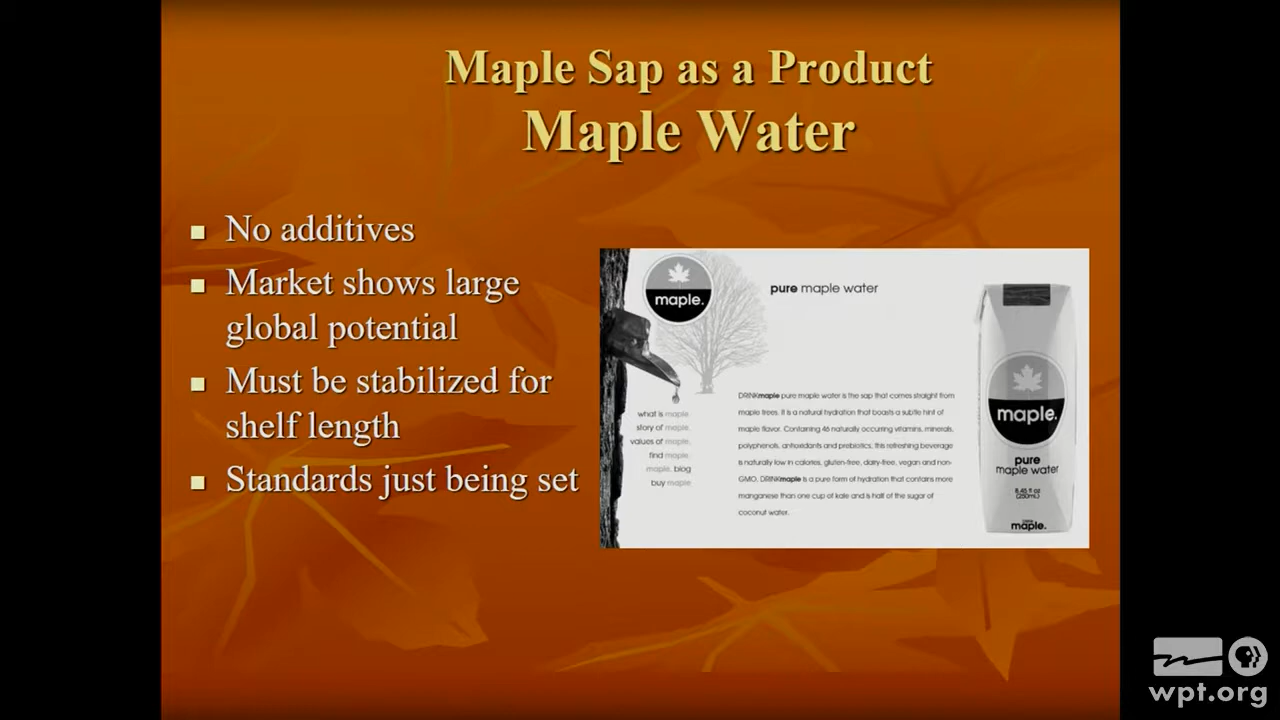 Maple Sap as a Product
Maple Water
No additives
Market shows large
global potential
Must be stabilized for
shelf length
Standards just being set
maple.
pure maple water
what is maple.
story of maple.
values of maple.
find maple.
maple. blog
buy maple
DRINKmaple pure maple water is the sap that comes straight from
maple trees. It is a natural hydration that boasts a subtle hint of
maple flavor. Containing 46 naturally occurring vitamins, minerals,
polyphenols, antioxidants and prebiotics, this refreshing beverage
is naturally low in calories, gluten-free, dairy-free, vegan and non-
GMO. DRINKmaple is a pure form of hydration that contains more
manganese than one cup of kale and is half of the sugar of
coconut water.
maple.
pure
maple water
8.45 fl oz
(250mL)
maple.
wpt.org